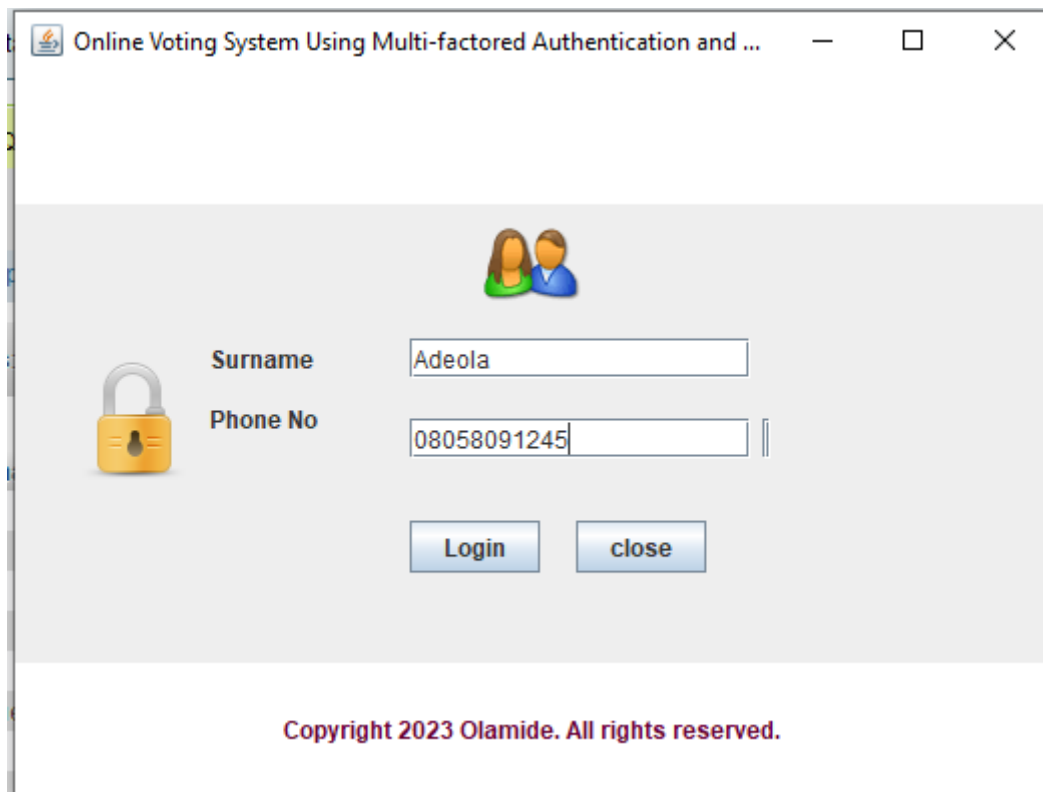 Online Voting System Using Multi-factored Authentication and ...
Surname Adeola
Phone No 08058091245
Login close
Copyright 2023 Olamide. All rights reserved.